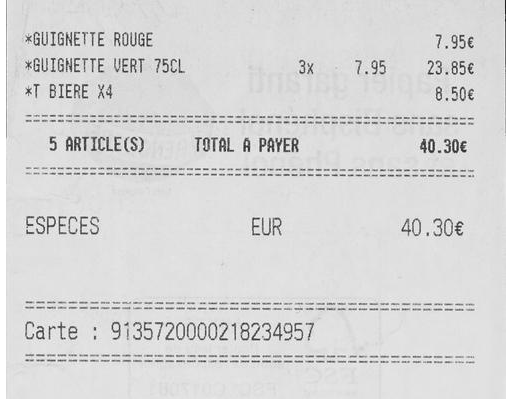 *GUIGNETTE ROUGE 7.95€
*GUIGNETTE VERT 75CL 3x 7.95 23.85€
*T BIERE X4 8.50€
5 ARTICLE(S) TOTAL A PAYER 40.30€
ESPECES EUR 40.30€
Carte : 9135720000218234957